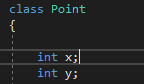 class Point
{
int x;
int y;